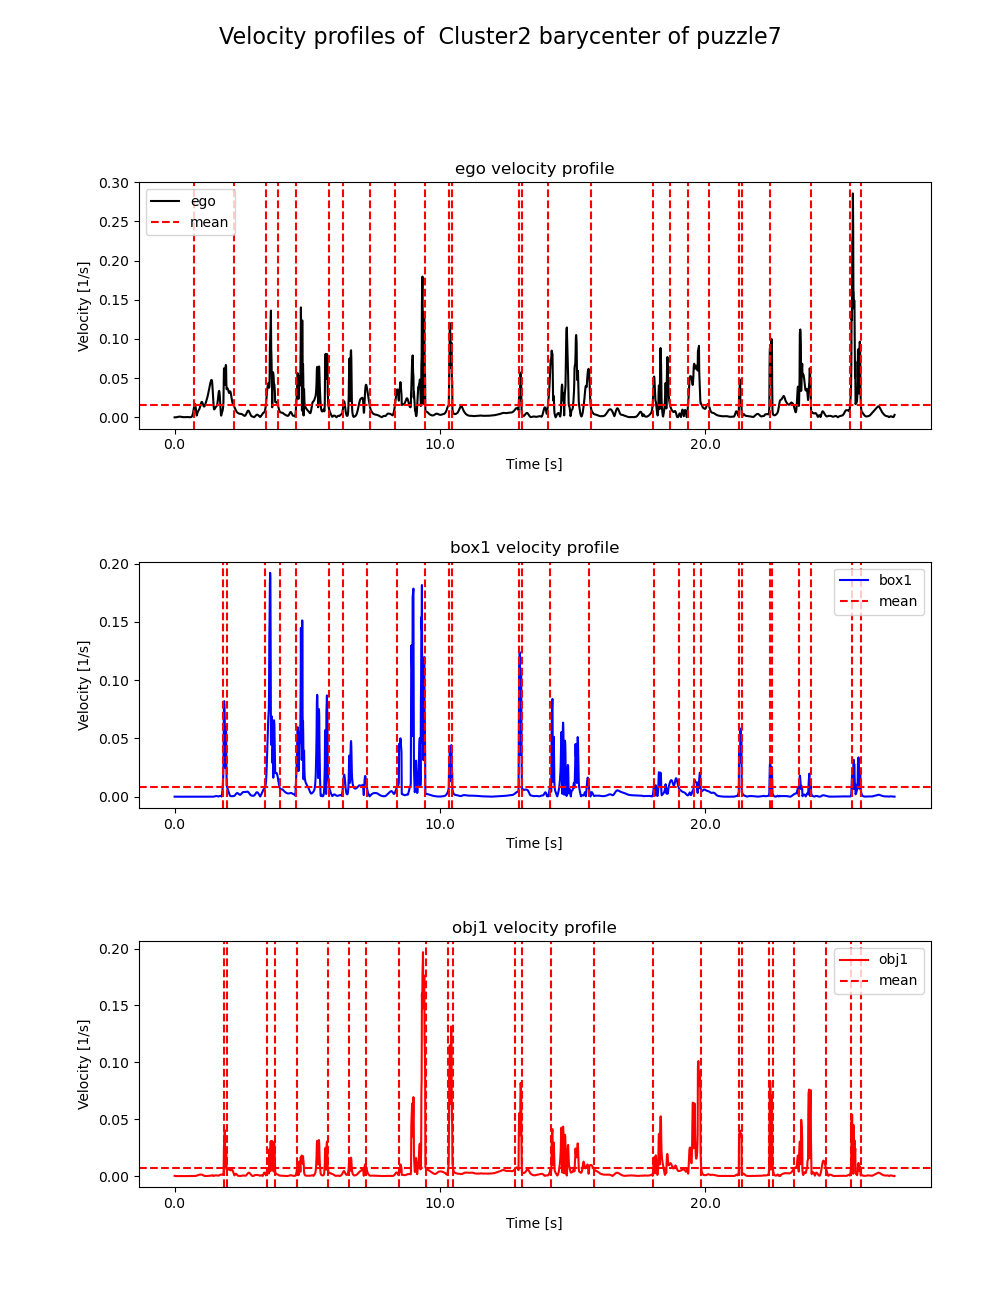 Velocity profiles of  Cluster2 barycenter of puzzle7
ego velocity profile
0.30
0.25
0.20
0.15
0.10
0.05
0.00
Velocity [1/s]
ego
mean
0.0 10.0 20.0
Time [s]
box1 velocity profile
0.20
0.15
0.10
0.05
0.00
Velocity [1/s]
box1
mean
0.0 10.0 20.0
Time [s]
obj1 velocity profile
0.20
0.15
0.10
0.05
0.00
Velocity [1/s]
obj1
mean
0.0 10.0 20.0
Time [s]